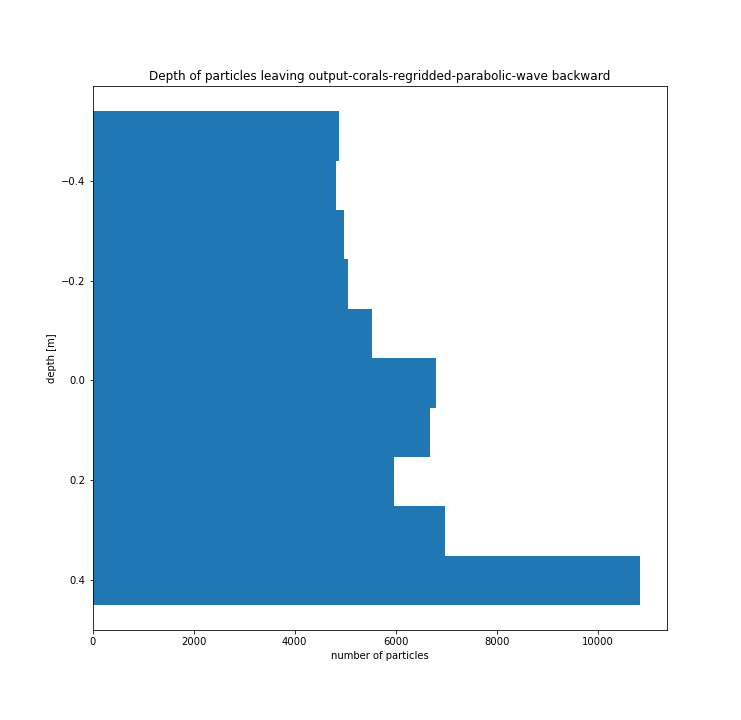 Depth of particles leaving output-corals-regridded-parabolic-wave backward
−0.4
−0.2
0.0
0.2
0.4
depth [m]
0 2000 4000 6000 8000 10000
number of particles